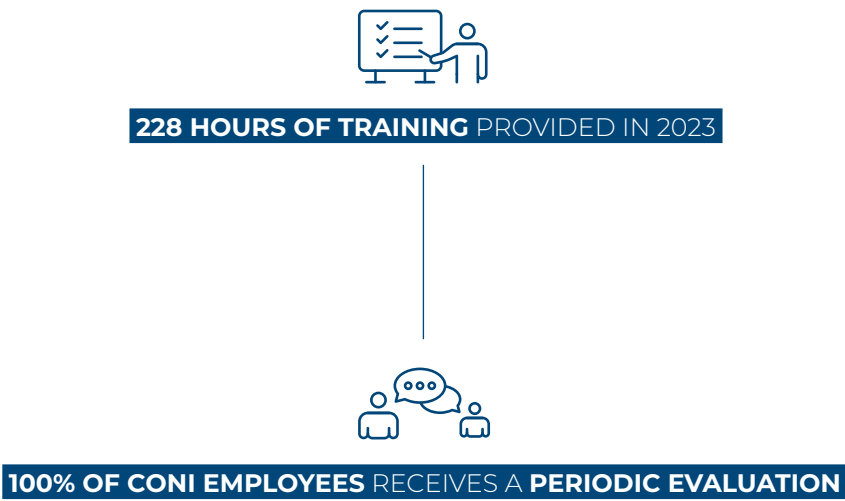 228 HOURS OF TRAINING PROVIDED IN 2023
100% OF CONI EMPLOYEES RECEIVES A PERIODIC EVALUATION